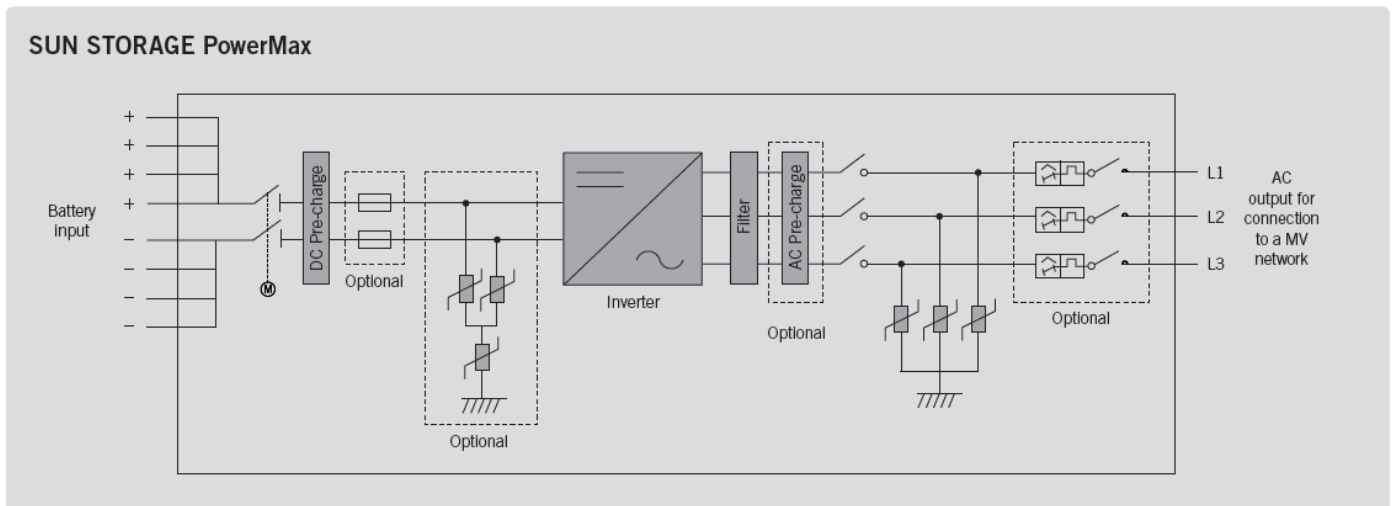 SUN STORAGE PowerMax
+
+
+
+
Battery
input
−
−
−
−
M
DC Pre-charge
Optional
Optional
Inverter
Filter
AC Pre-charge
Optional
Optional
L1
L2
L3
AC
output for
connection
to a MV
network